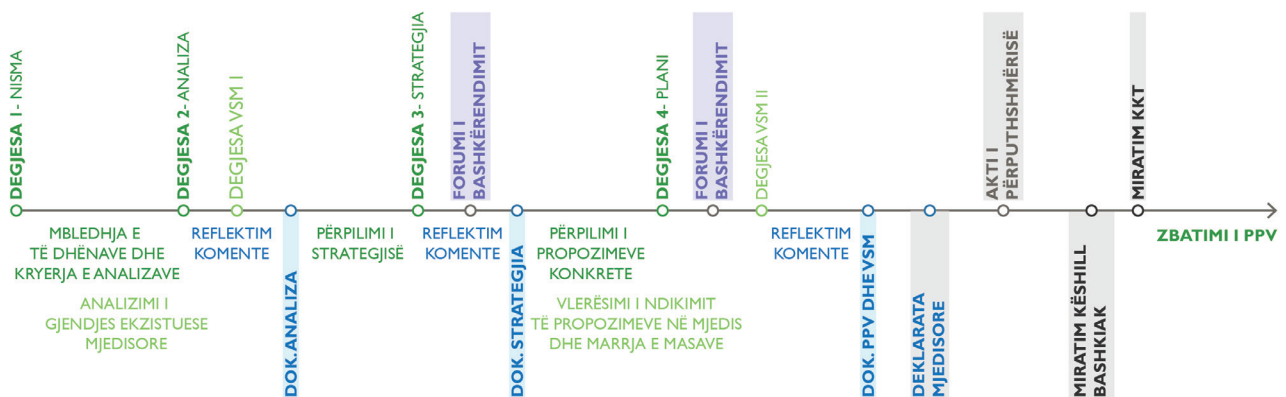 DEGJESA 1- NISMA
DEGJESA 2- ANALIZA
DEGJESA VSM I
DEGJESA 3- STRATEGJIA
FORUMI I
BASHKËRENDIMIT
DEGJESA 4- PLANI
FORUMI I
BASHKËRENDIMIT
DEGJESA VSM II
AKTI I
PËRPUTHSHMËRISË
MIRATIM KKT
MBLEDHJA E
TË DHËNAVE DHE
KRYERJA E ANALIZAVE
ANALIZIMI I
GJENDJES EKZISTUESE
MJEDISORE
REFLEKTIM
KOMENTE
DOK. ANALIZA
PËRPILIMI I
STRATEGJISË
REFLEKTIM
KOMENTE
DOK. STRATEGJIA
PËRPILIMI I
PROPOZIMEVE
KONKRETE
VLERËSIMI I NDIKIMIT
TË PROPOZIMEVE NË MJEDIS
DHE MARRJA E MASAVE
REFLEKTIM
KOMENTE
DOK. PPV DHE VSM
DEKLARATA
MJEDISORE
MIRATIM KËSHILL
BASHKIAK
ZBATIMI I PPV